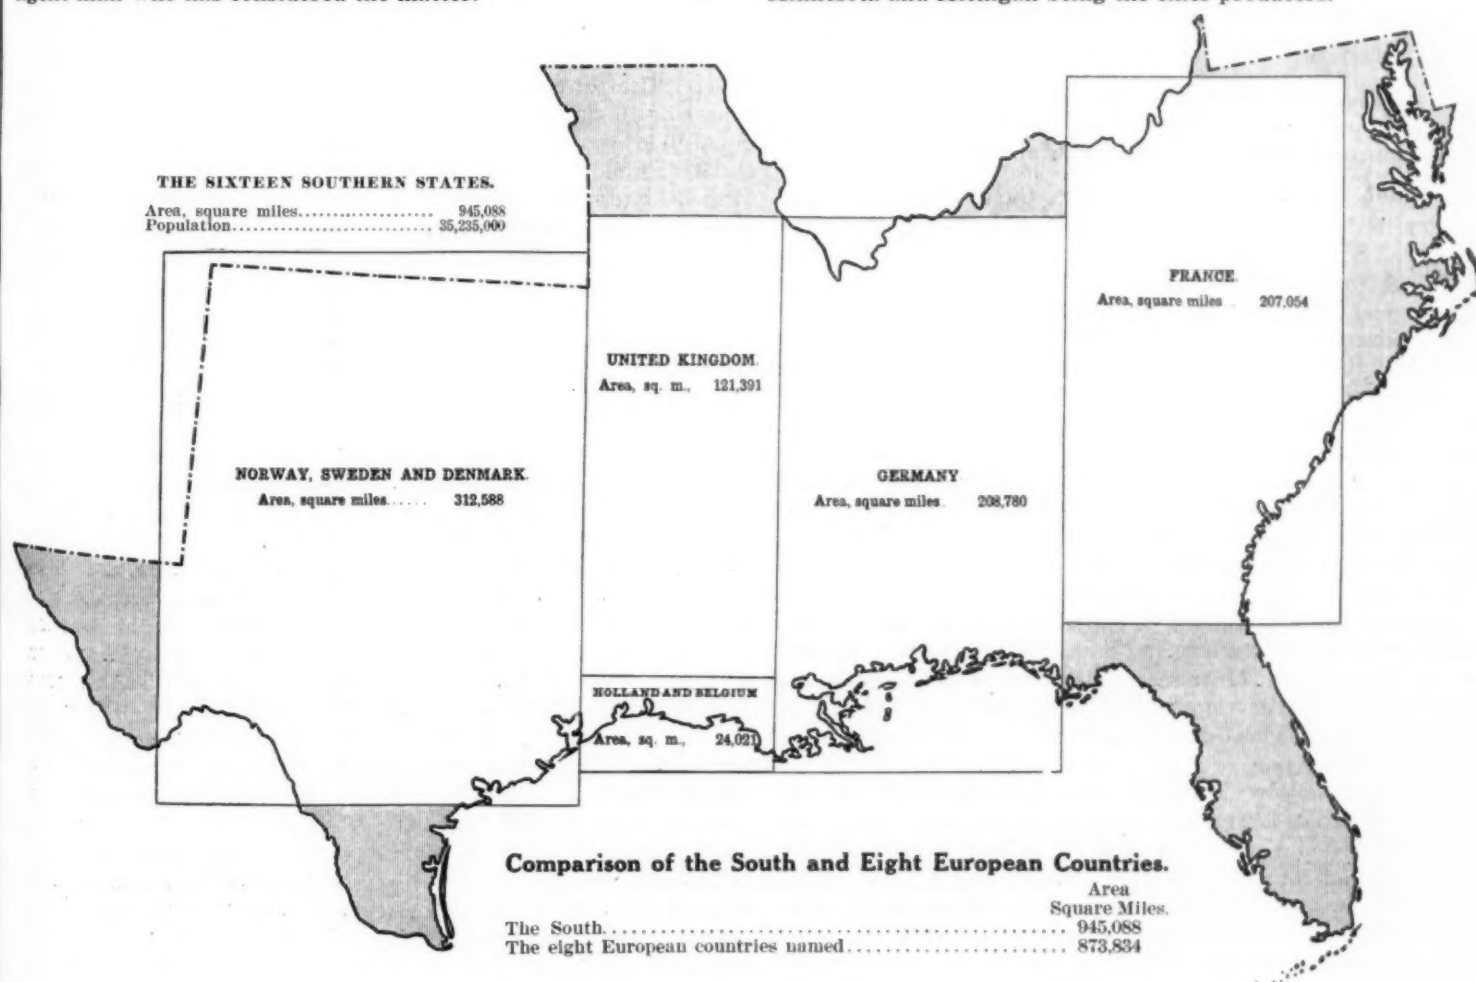 THE SIXTEEN SOUTHERN STATES.
Area, square miles.................. 945,088
Population.............................. 35,235,000
FRANCE.
Area, square miles . 207,054
UNITED KINGDOM.
Area, sq. m., 121,391
NORWAY, SWEDEN AND DENMARK.
Area, square miles...... 312,588
GERMANY
Area, square miles. 208,780
HOLLAND AND BELGIUM
Area, sq. m., 24,021
Comparison of the South and Eight European Countries.
Area
Square Miles.
The South................................................ 945,088
The eight European countries named........................ 873,834